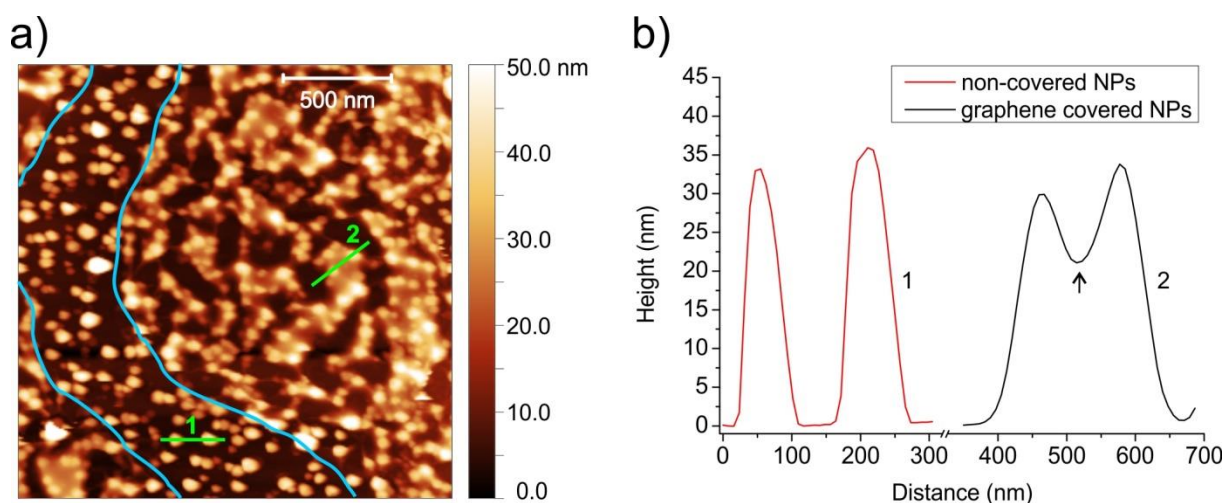 a)
500 nm
2
1
50.0 nm
40.0
30.0
20.0
10.0
0.0
b)
non-covered NPs
graphene covered NPs
45
40
35
30
25
20
15
10
5
0
Height (nm)
1
2
0 100 200 300 400 500 600 700
Distance (nm)